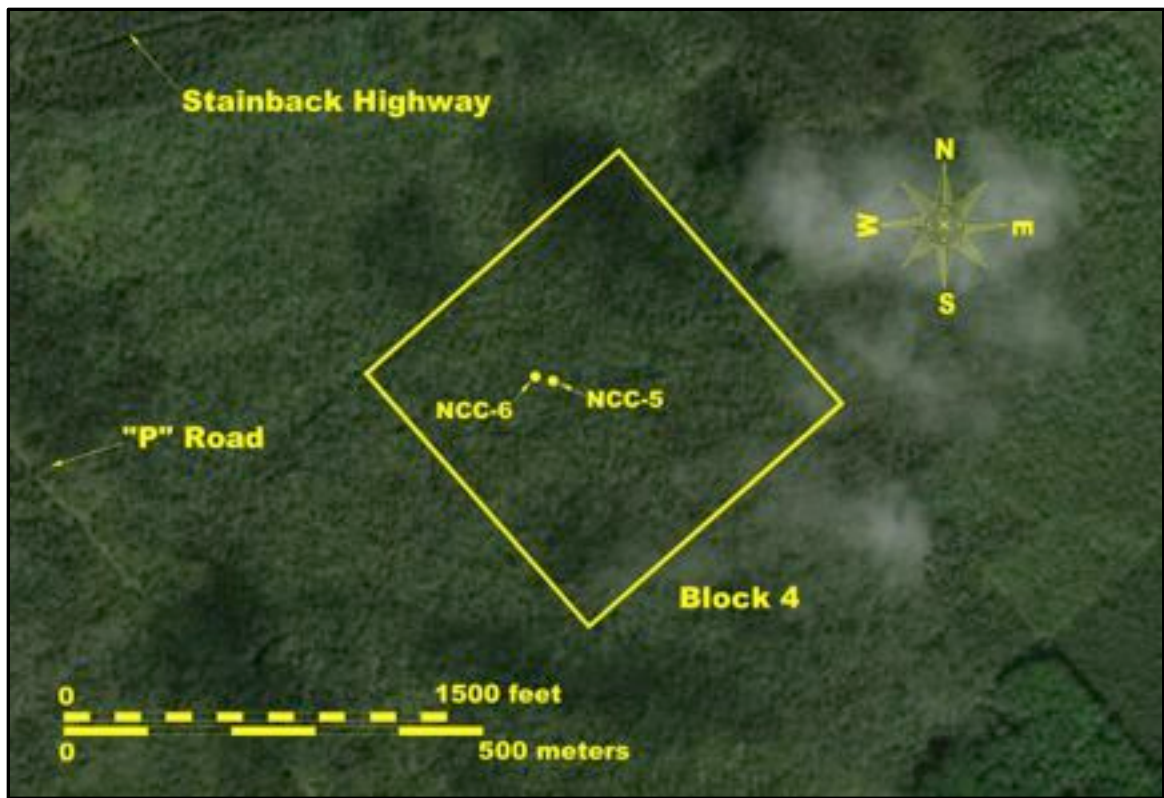 Stainback Highway
N
W
E
S
NCC-6
NCC-5
"P" Road
Block 4
0
1500 feet
0
500 meters